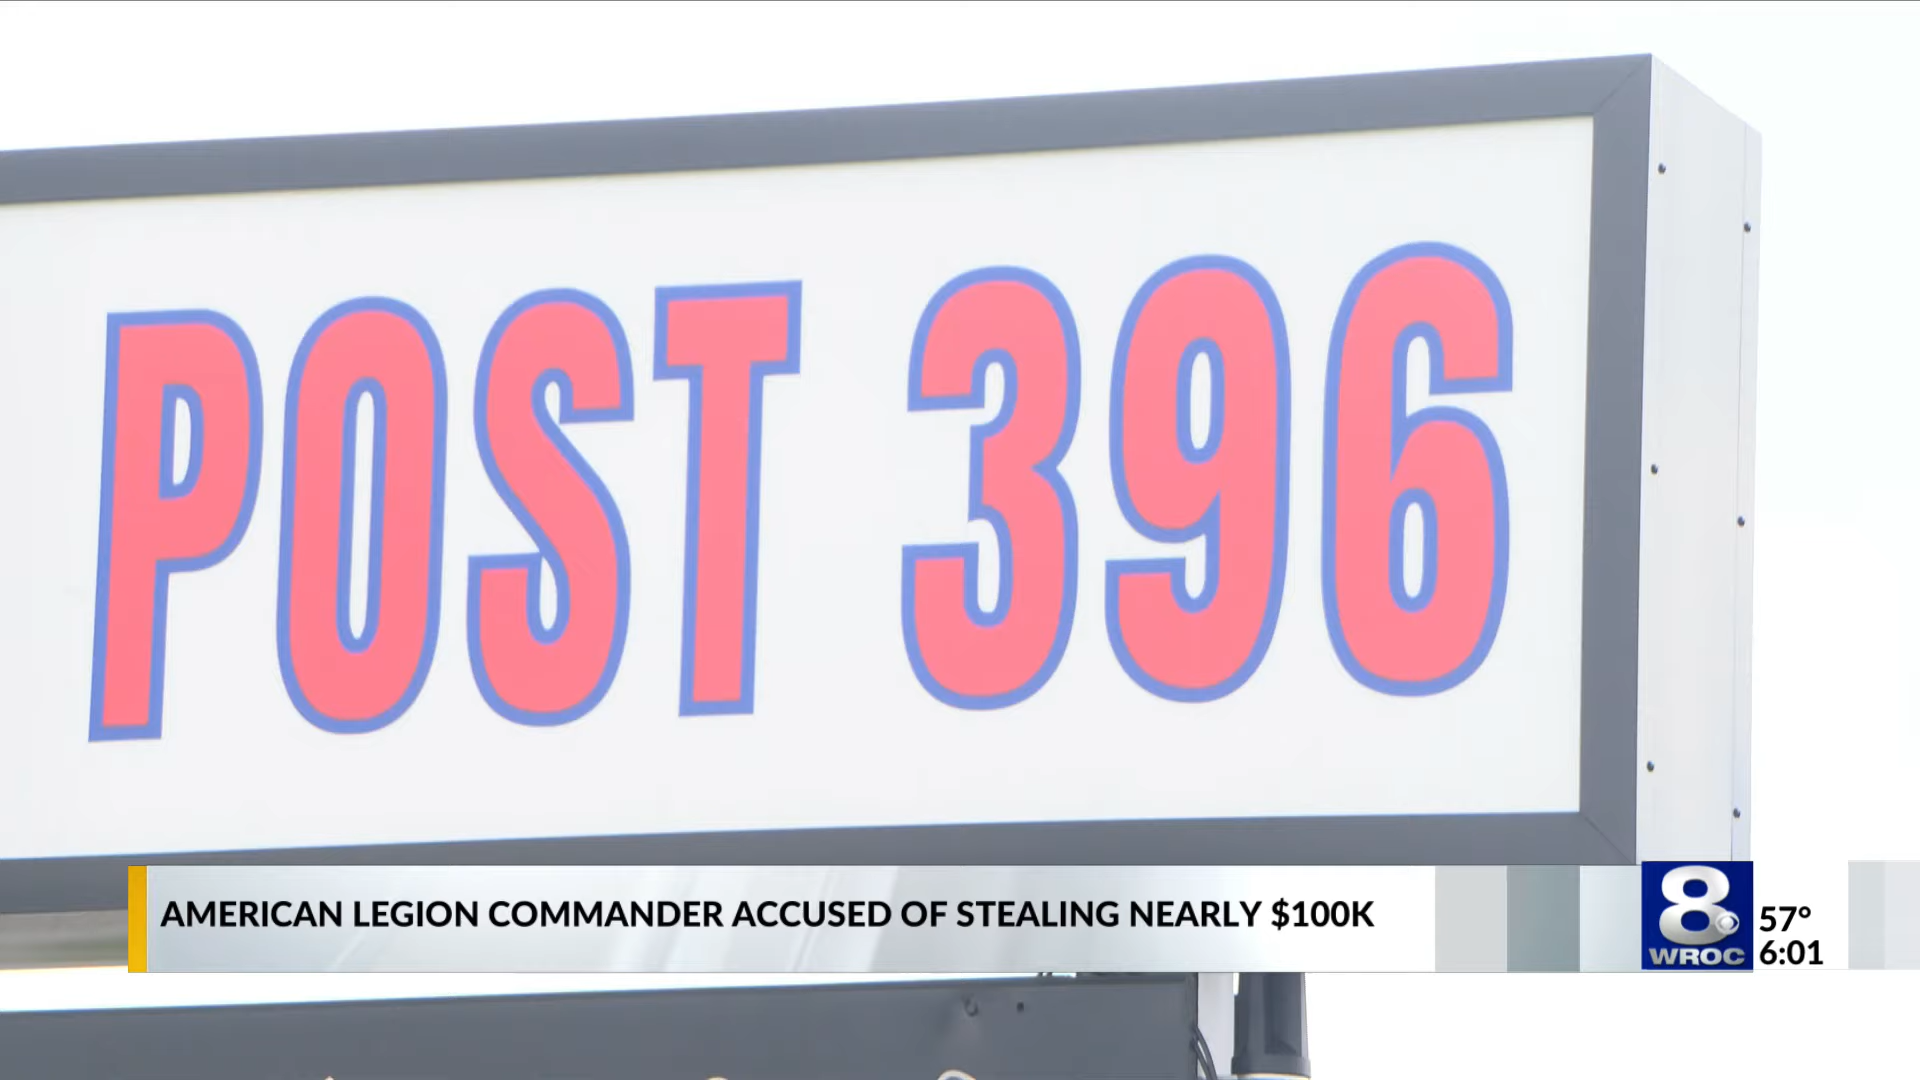 POST 396
AMERICAN LEGION COMMANDER ACCUSED OF STEALING NEARLY $100K
8
WROC
57°
6:01